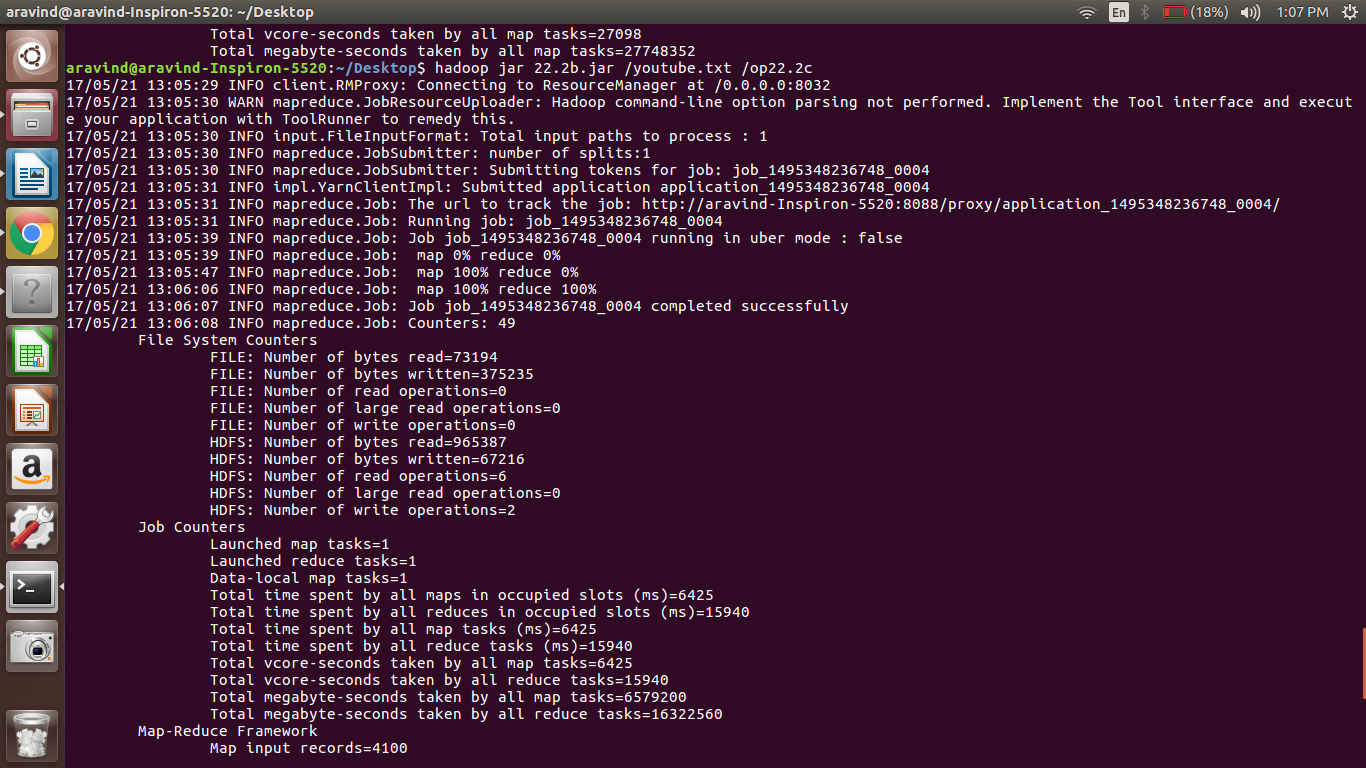 aravind@aravind-Inspiron-5520: ~/Desktop
En
(18%)
1:07 PM
Total vcore-seconds taken by all map tasks=27098
Total megabyte-seconds taken by all map tasks=27748352
aravind@aravind-Inspiron-5520:~/Desktop$ hadoop jar 22.2b.jar /youtube.txt /op22.2c
17/05/21 13:05:29 INFO client.RMProxy: Connecting to ResourceManager at /0.0.0.0:8032
17/05/21 13:05:30 WARN mapreduce.JobResourceUploader: Hadoop command-line option parsing not performed. Implement the Tool interface and execut
e your application with ToolRunner to remedy this.
17/05/21 13:05:30 INFO input.FileInputFormat: Total input paths to process : 1
17/05/21 13:05:30 INFO mapreduce.JobSubmitter: number of splits:1
17/05/21 13:05:30 INFO mapreduce.JobSubmitter: Submitting tokens for job: job_1495348236748_0004
17/05/21 13:05:31 INFO impl.YarnClientImpl: Submitted application application_1495348236748_0004
17/05/21 13:05:31 INFO mapreduce.Job: The url to track the job: http://aravind-Inspiron-5520:8088/proxy/application_1495348236748_0004/
17/05/21 13:05:31 INFO mapreduce.Job: Running job: job_1495348236748_0004
17/05/21 13:05:39 INFO mapreduce.Job: Job job_1495348236748_0004 running in uber mode : false
17/05/21 13:05:39 INFO mapreduce.Job:  map 0% reduce 0%
17/05/21 13:05:47 INFO mapreduce.Job:  map 100% reduce 0%
17/05/21 13:06:06 INFO mapreduce.Job:  map 100% reduce 100%
17/05/21 13:06:07 INFO mapreduce.Job: Job job_1495348236748_0004 completed successfully
17/05/21 13:06:08 INFO mapreduce.Job: Counters: 49
File System Counters
FILE: Number of bytes read=73194
FILE: Number of bytes written=375235
FILE: Number of read operations=0
FILE: Number of large read operations=0
FILE: Number of write operations=0
HDFS: Number of bytes read=965387
HDFS: Number of bytes written=67216
HDFS: Number of read operations=6
HDFS: Number of large read operations=0
HDFS: Number of write operations=2
Job Counters
Launched map tasks=1
Launched reduce tasks=1
Data-local map tasks=1
Total time spent by all maps in occupied slots (ms)=6425
Total time spent by all reduces in occupied slots (ms)=15940
Total time spent by all map tasks (ms)=6425
Total time spent by all reduce tasks (ms)=15940
Total vcore-seconds taken by all map tasks=6425
Total vcore-seconds taken by all reduce tasks=15940
Total megabyte-seconds taken by all map tasks=6579200
Total megabyte-seconds taken by all reduce tasks=16322560
Map-Reduce Framework
Map input records=4100